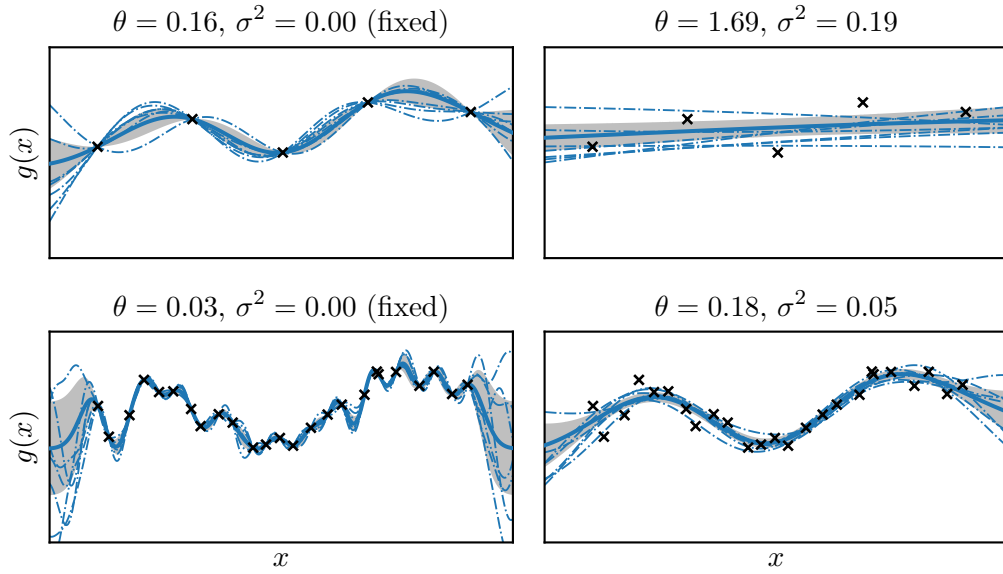 θ = 0.16, σ² = 0.00 (fixed)
θ = 1.69, σ² = 0.19
g(x)
θ = 0.03, σ² = 0.00 (fixed)
θ = 0.18, σ² = 0.05
g(x)
x
x